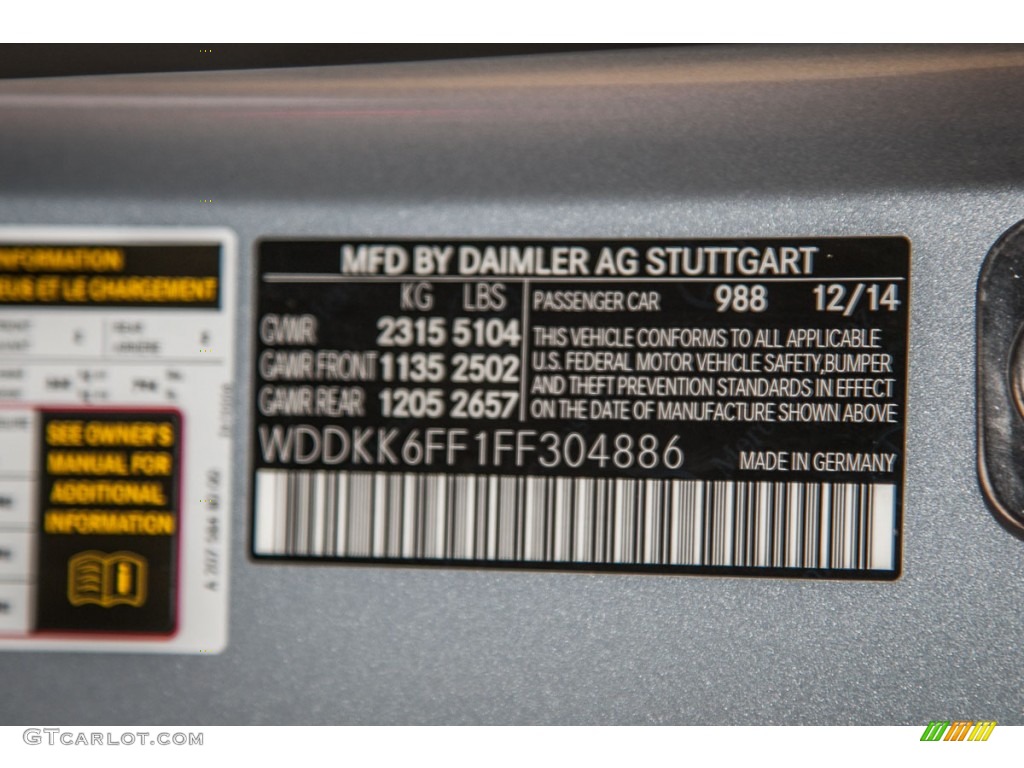 INFORMATION
EUR ET LE CHARGEMENT
SEE OWNER'S
MANUAL FOR
ADDITIONAL
INFORMATION
MFD BY DAIMLER AG STUTTGART
KG LBS
GVWR 2315 5104
GAWR FRONT 1135 2502
GAWR REAR 1205 2657
PASSENGER CAR 988 12/14
THIS VEHICLE CONFORMS TO ALL APPLICABLE
U.S. FEDERAL MOTOR VEHICLE SAFETY,BUMPER
AND THEFT PREVENTION STANDARDS IN EFFECT
ON THE DATE OF MANUFACTURE SHOWN ABOVE
WDDKK6FF1FF304886
MADE IN GERMANY
GTCARLOT.COM